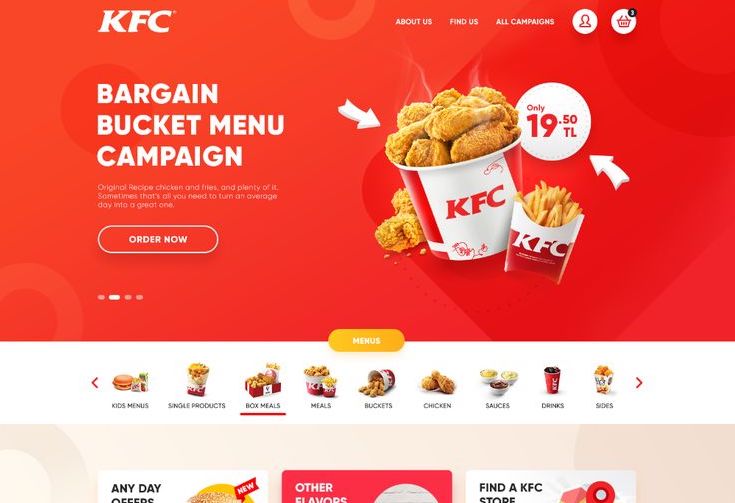 KFC
ABOUT US FIND US ALL CAMPAIGNS 3
BARGAIN
BUCKET MENU
CAMPAIGN
Original Recipe chicken and fries, and plenty of it.
Sometimes that's all you need to turn an average
day into a great one.
ORDER NOW
Only
19.50
TL
KFC
KFC
MENUS
KIDS MENUS SINGLE PRODUCTS BOX MEALS MEALS BUCKETS CHICKEN SAUCES DRINKS SIDES
ANY DAY
OFFERS
NEW
OTHER
FLAVORS
FIND A KFC
STORE